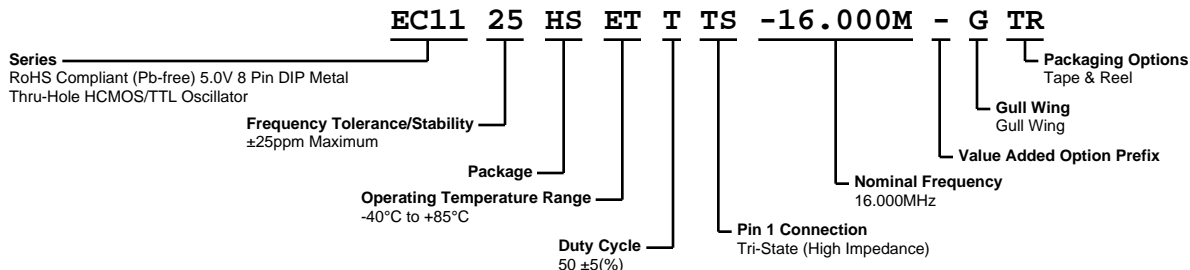 EC11 25 HS ET T TS -16.000M - G TR
Series
RoHS Compliant (Pb-free) 5.0V 8 Pin DIP Metal
Thru-Hole HCMOS/TTL Oscillator
Packaging Options
Tape & Reel
Gull Wing
Gull Wing
Frequency Tolerance/Stability
±25ppm Maximum
Value Added Option Prefix
Package
Nominal Frequency
16.000MHz
Operating Temperature Range
-40°C to +85°C
Pin 1 Connection
Tri-State (High Impedance)
Duty Cycle
50 ±5(%)